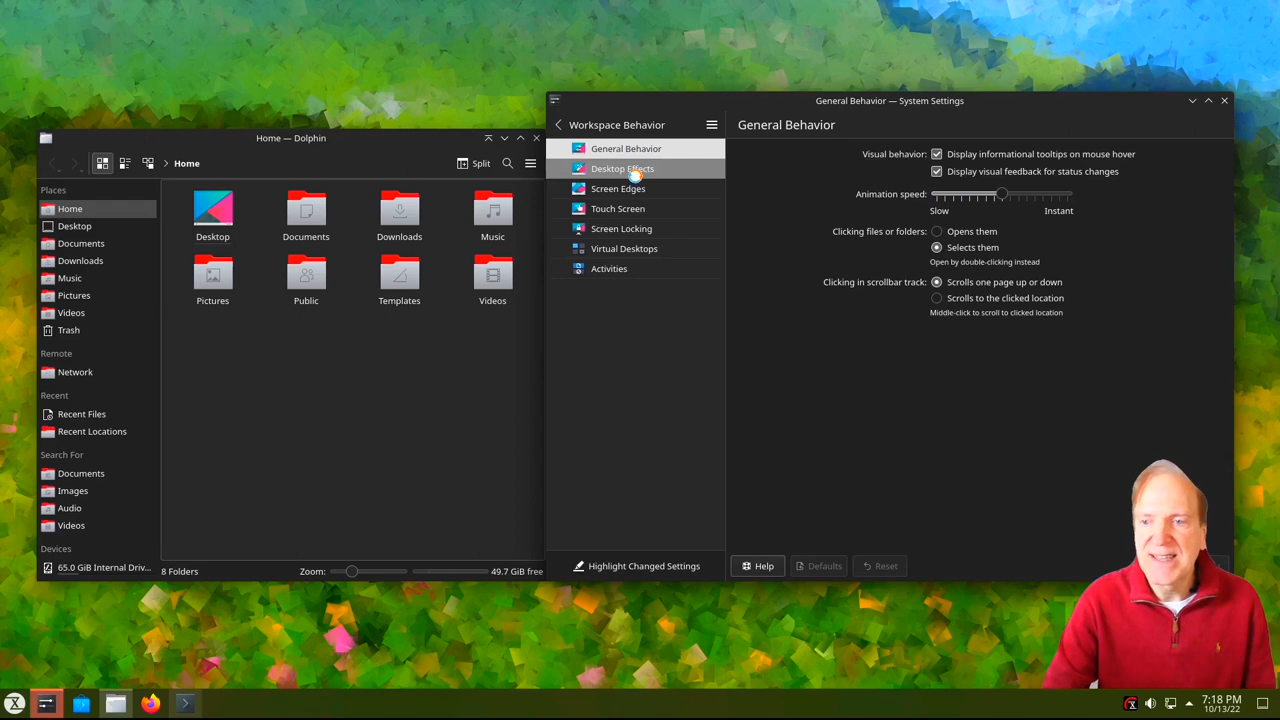 Home — Dolphin
Home
Split
Places
Home
Desktop
Documents
Downloads
Music
Pictures
Videos
Trash
Remote
Network
Recent
Recent Files
Recent Locations
Search For
Documents
Images
Audio
Videos
Devices
65.0 GiB Internal Driv...
Desktop
Documents
Downloads
Music
Pictures
Public
Templates
Videos
8 Folders
Zoom:
49.7 GiB free
General Behavior — System Settings
Workspace Behavior
General Behavior
Desktop Effects
Screen Edges
Touch Screen
Screen Locking
Virtual Desktops
Activities
Highlight Changed Settings
General Behavior
Visual behavior:
Display informational tooltips on mouse hover
Display visual feedback for status changes
Animation speed:
Slow
Instant
Clicking files or folders:
Opens them
Selects them
Open by double-clicking instead
Clicking in scrollbar track:
Scrolls one page up or down
Scrolls to the clicked location
Middle-click to scroll to clicked location
Help
Defaults
Reset
7:18 PM
10/13/22